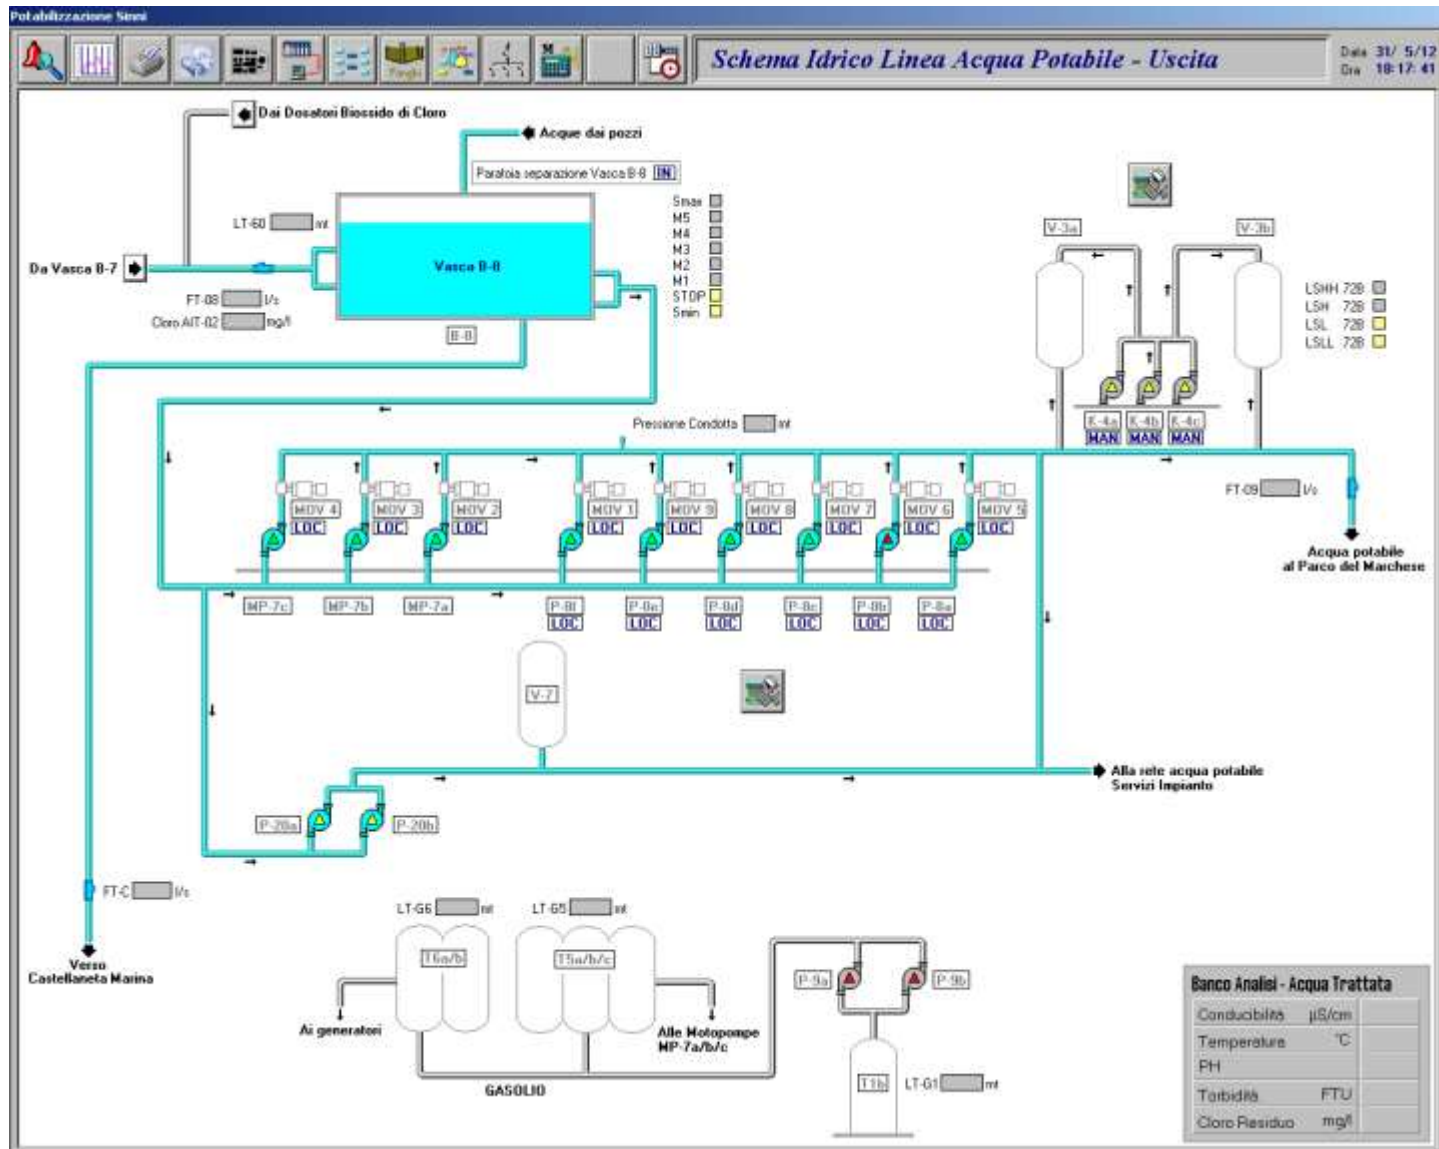 Potabilizzazione Sinni
Schema Idrico Linea Acqua Potabile - Uscita
Data 31/ 5/12
Ora 18:17:41
Fanghi
M
Dai Dosatori Biossido di Cloro
Acque dai pozzi
Paratoia separazione Vasca B-8 IN
LT-60 mt
Smax
M5
M4
M3
M2
M1
STOP
Smin
Da Vasca B-7
Vasca B-8
FT-08 l/s
Cloro AIT-02 mg/l
B-8
V-3a
V-3b
LSHH 72B
LSH 72B
LSL 72B
LSLL 72B
K-4a K-4b K-4c
MAN MAN MAN
Pressione Condotta mt
MOV 4 MOV 3 MOV 2 MOV 1 MOV 9 MOV 8 MOV 7 MOV 6 MOV 5
LOC LOC LOC LOC LOC LOC LOC LOC LOC
FT-09 l/s
Acqua potabile
al Parco del Marchese
MP-7c MP-7b MP-7a P-8f P-8e P-8d P-8c P-8b P-8a
LOC LOC LOC LOC LOC LOC
V-7
Alla rete acqua potabile
Servizi Impianto
P-20a
P-20b
FT-C l/s
Verso
Castellaneta Marina
LT-G6 mt
LT-G5 mt
T6a/b
T5a/b/c
P-9a
P-9b
Ai generatori
Alle Motopompe
MP-7a/b/c
GASOLIO
T1b
LT-G1 mt
Banco Analisi - Acqua Trattata
Conducibilità µS/cm
Temperatura °C
PH
Torbidità FTU
Cloro Residuo mg/l